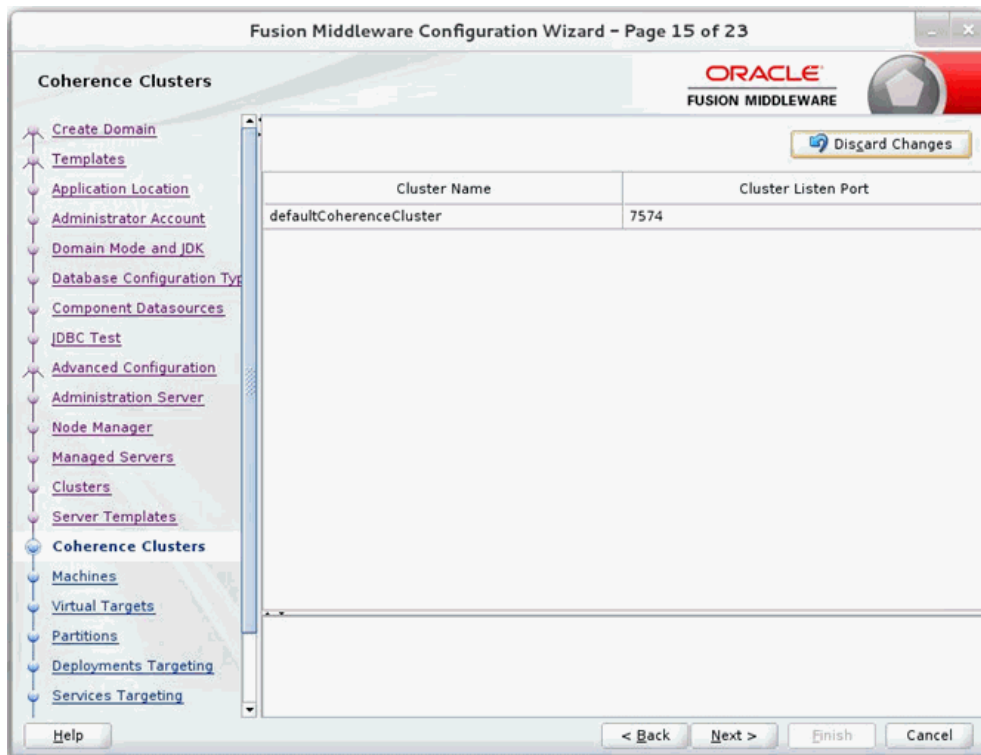 Fusion Middleware Configuration Wizard - Page 15 of 23
Coherence Clusters
ORACLE
FUSION MIDDLEWARE
Create Domain
Templates
Application Location
Administrator Account
Domain Mode and JDK
Database Configuration Typ
Component Datasources
JDBC Test
Advanced Configuration
Administration Server
Node Manager
Managed Servers
Clusters
Server Templates
Coherence Clusters
Machines
Virtual Targets
Partitions
Deployments Targeting
Services Targeting
Discard Changes
Cluster Name Cluster Listen Port
defaultCoherenceCluster 7574
Help < Back Next > Finish Cancel